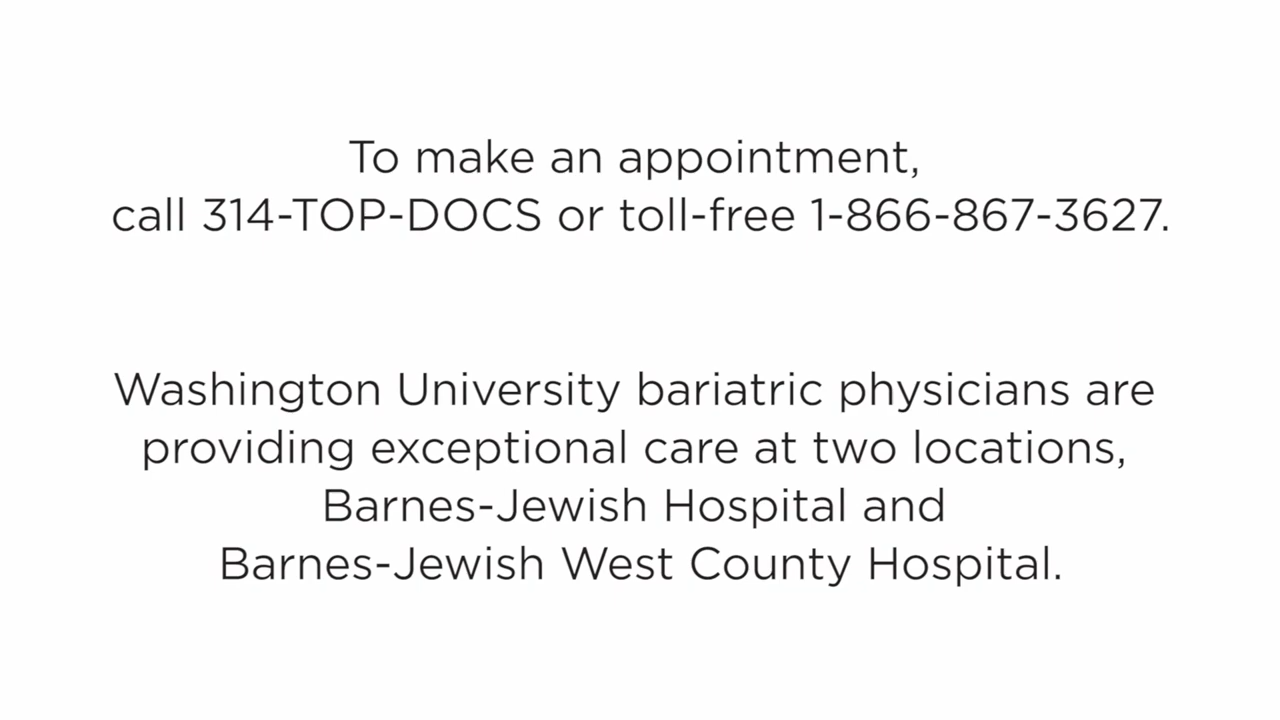 To make an appointment,
call 314-TOP-DOCS or toll-free 1-866-867-3627.
Washington University bariatric physicians are
providing exceptional care at two locations,
Barnes-Jewish Hospital and
Barnes-Jewish West County Hospital.